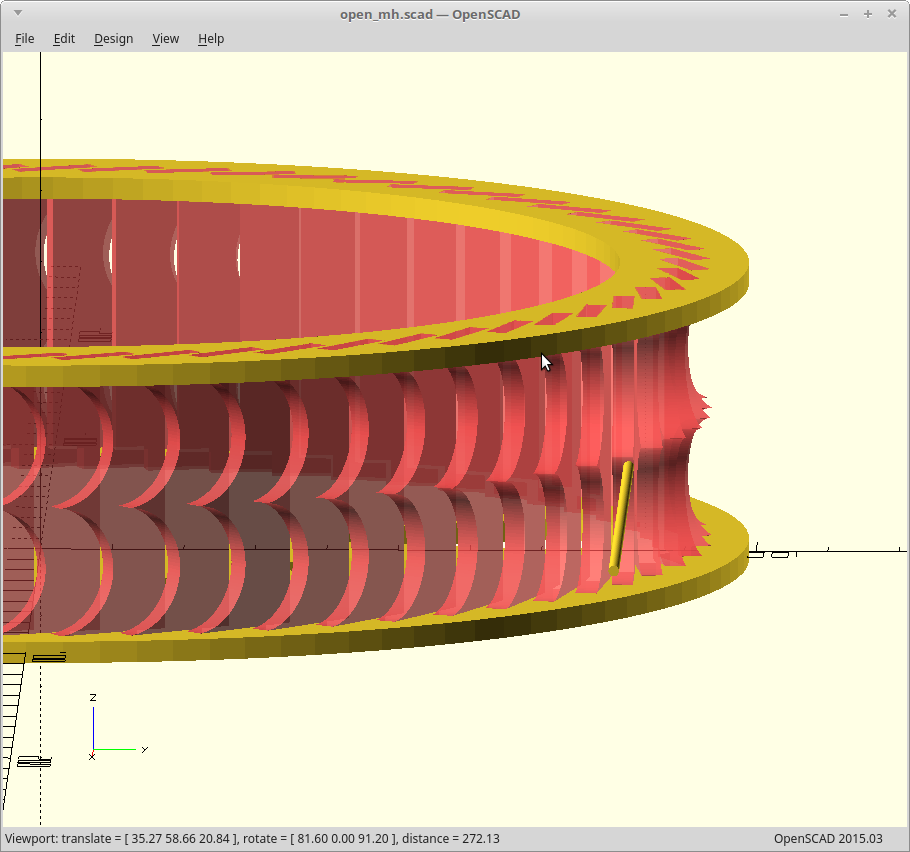 open_mh.scad — OpenSCAD
File Edit Design View Help
Z
Y
X
Viewport: translate = [ 35.27 58.66 20.84 ], rotate = [ 81.60 0.00 91.20 ], distance = 272.13 OpenSCAD 2015.03